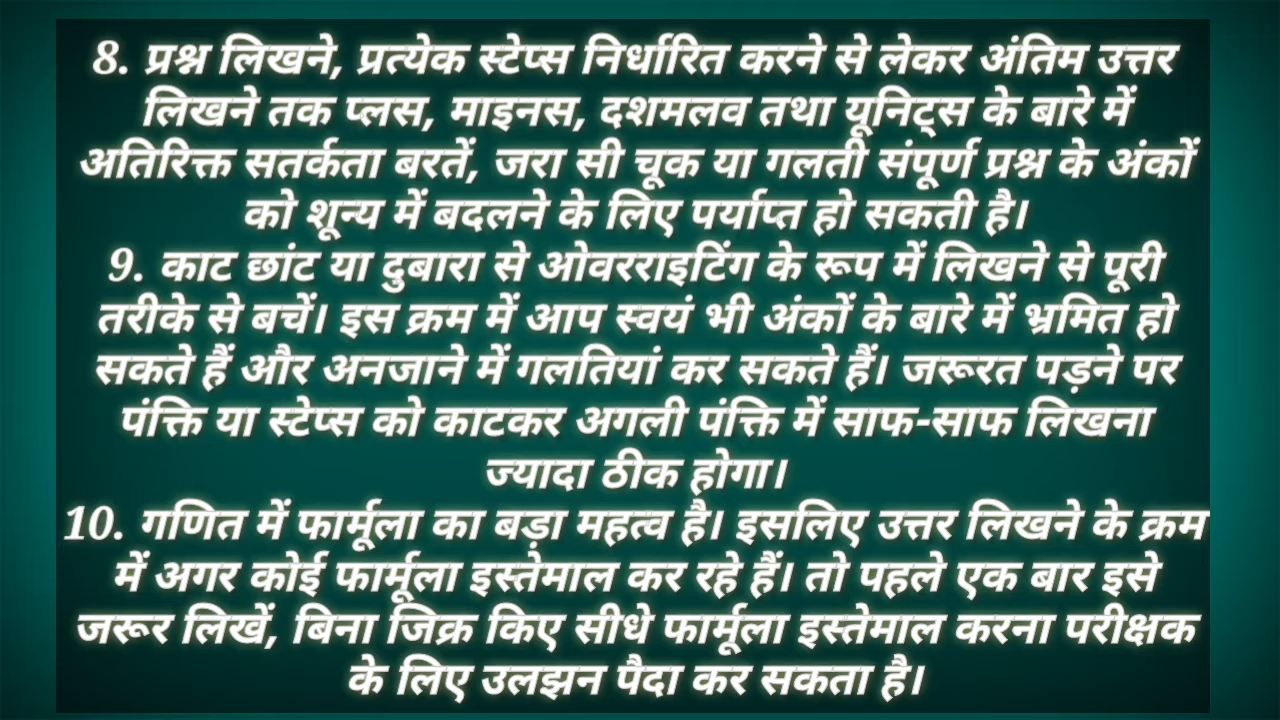 8. प्रश्न लिखने, प्रत्येक स्टेप्स निर्धारित करने से लेकर अंतिम उत्तर
लिखने तक प्लस, माइनस, दशमलव तथा यूनिट्स के बारे में
अतिरिक्त सतर्कता बरतें, जरा सी चूक या गलती संपूर्ण प्रश्न के अंकों
को शून्य में बदलने के लिए पर्याप्त हो सकती है।
9. काट छांट या दुबारा से ओवरराइटिंग के रूप में लिखने से पूरी
तरीके से बचें। इस क्रम में आप स्वयं भी अंकों के बारे में भ्रमित हो
सकते हैं और अनजाने में गलतियां कर सकते हैं। जरूरत पड़ने पर
पंक्ति या स्टेप्स को काटकर अगली पंक्ति में साफ-साफ लिखना
ज्यादा ठीक होगा।
10. गणित में फार्मूला का बड़ा महत्व है। इसलिए उत्तर लिखने के क्रम
में अगर कोई फार्मूला इस्तेमाल कर रहे हैं। तो पहले एक बार इसे
जरूर लिखें, बिना जिक्र किए सीधे फार्मूला इस्तेमाल करना परीक्षक
के लिए उलझन पैदा कर सकता है।